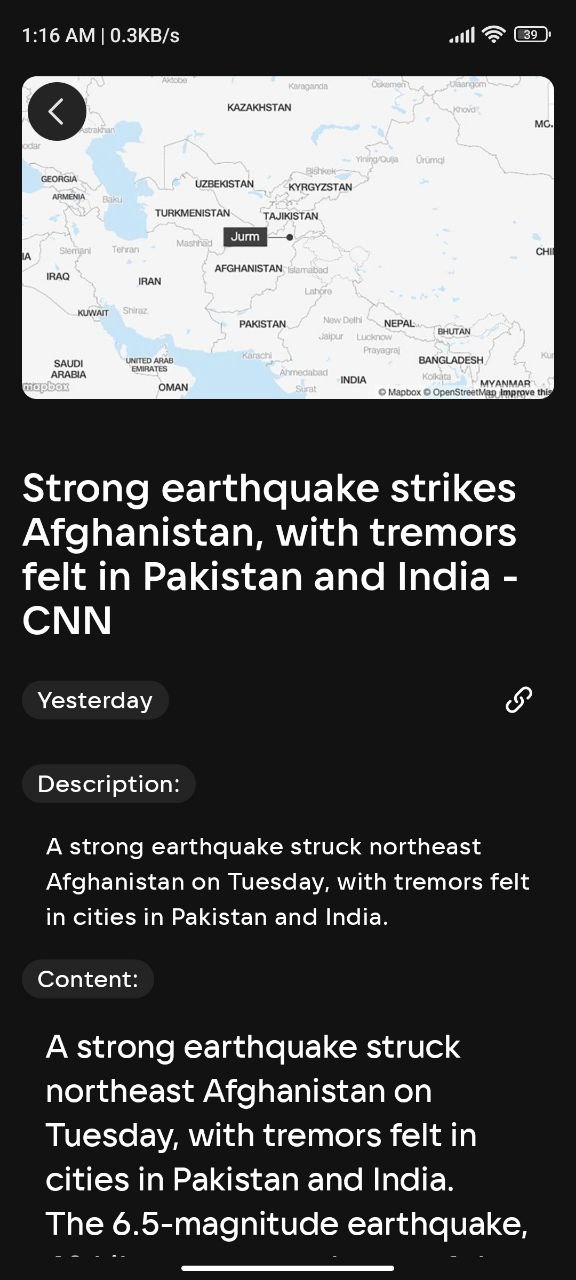 1:16 AM | 0.3KB/s
39
Aktobe
Karaganda
Oskemen
Ulaangom
KAZAKHSTAN
Khovd
MO.
Astrakhan
Yining/Qulja
Ürümqi
GEORGIA
Bishkek
UZBEKISTAN
KYRGYZSTAN
ARMENIA
Baku
TURKMENISTAN
TAJIKISTAN
Jurm
Mashhad
Slemani
Tehran
CHI
IA
AFGHANISTAN
Islamabad
IRAQ
IRAN
Lahore
KUWAIT
Shiraz
PAKISTAN
New Delhi
NEPAL
BHUTAN
Jaipur
Lucknow
Karachi
Prayagraj
SAUDI
ARABIA
UNITED ARAB
EMIRATES
BANGLADESH
Ahmedabad
Kolkata
Kur
OMAN
Surat
INDIA
MYANMAR
mapbox
© Mapbox © OpenStreetMap Improve this
Strong earthquake strikes
Afghanistan, with tremors
felt in Pakistan and India -
CNN
Yesterday
Description:
A strong earthquake struck northeast
Afghanistan on Tuesday, with tremors felt
in cities in Pakistan and India.
Content:
A strong earthquake struck
northeast Afghanistan on
Tuesday, with tremors felt in
cities in Pakistan and India.
The 6.5-magnitude earthquake,